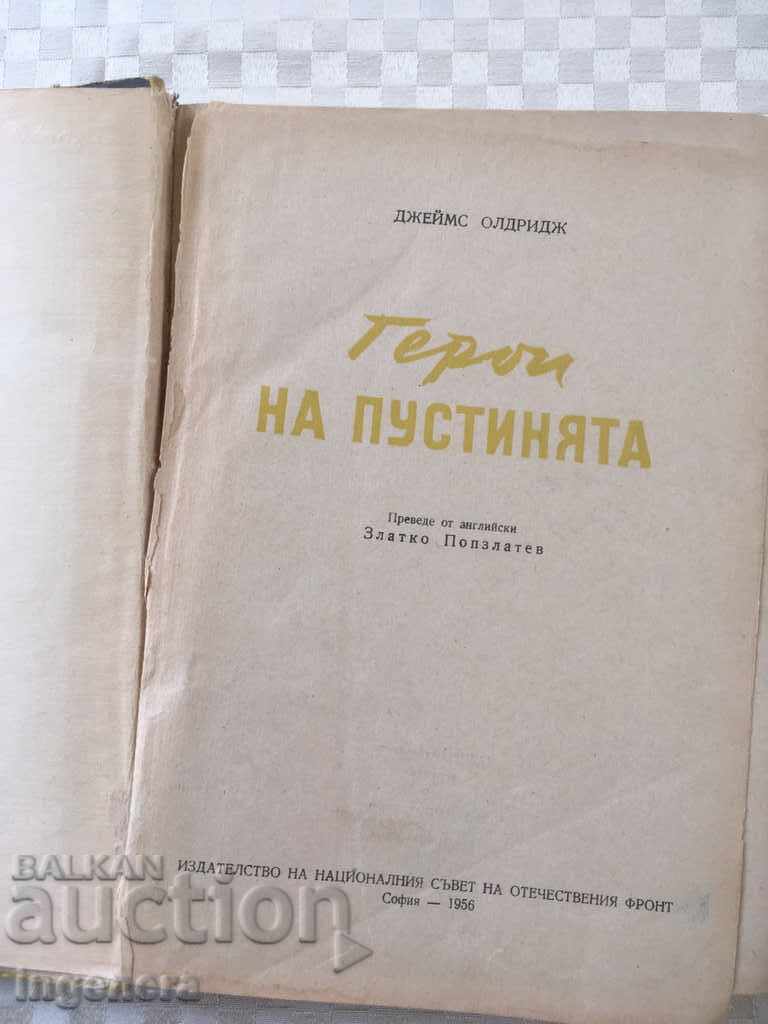 ДЖЕЙМС ОЛДРИДЖ
Герои
НА ПУСТИНЯТА
Преведе от английски
Златко Попзлатев
ИЗДАТЕЛСТВО НА НАЦИОНАЛНИЯ СЪВЕТ НА ОТЕЧЕСТВЕНИЯ ФРОНТ
София — 1956
BALKAN
auction
ingenera